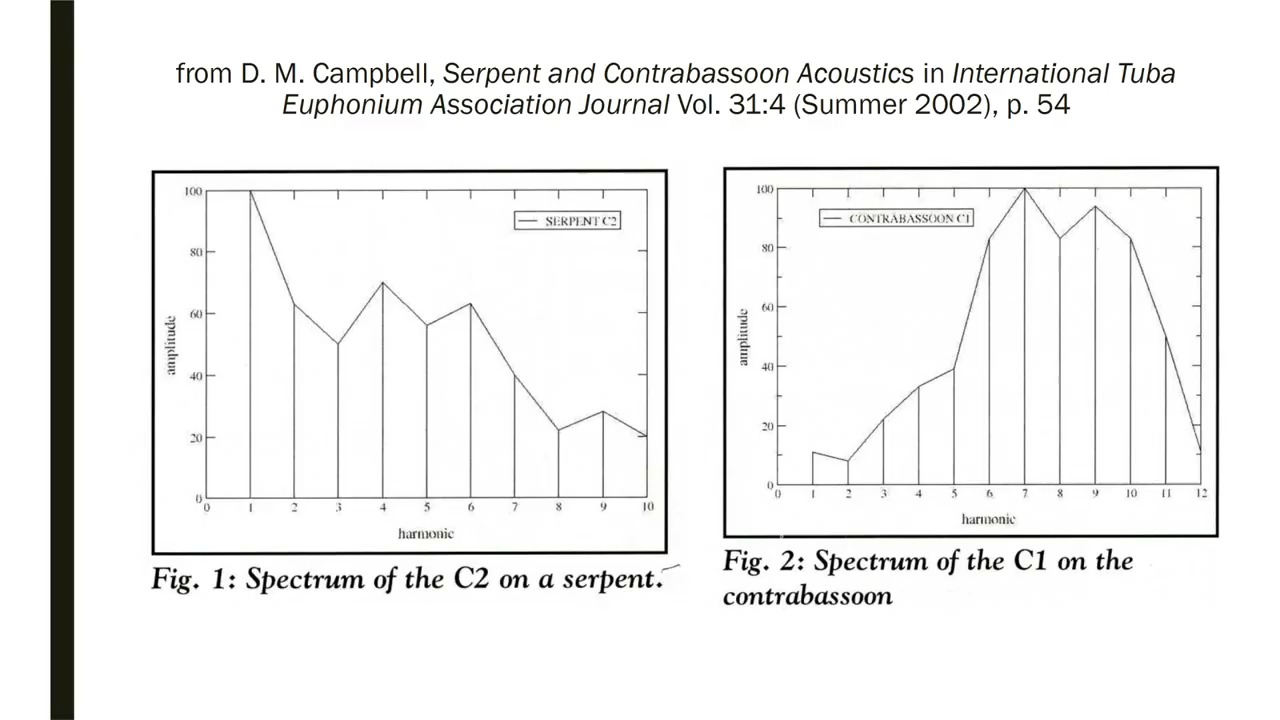 from D. M. Campbell, Serpent and Contrabassoon Acoustics in International Tuba
Euphonium Association Journal Vol. 31:4 (Summer 2002), p. 54
100
80
60
40
20
0
amplitude
SERPENT C2
0 1 2 3 4 5 6 7 8 9 10
harmonic
Fig. 1: Spectrum of the C2 on a serpent.
100
80
60
40
20
0
amplitude
CONTRABASSOON C1
0 1 2 3 4 5 6 7 8 9 10 11 12
harmonic
Fig. 2: Spectrum of the C1 on the
contrabassoon